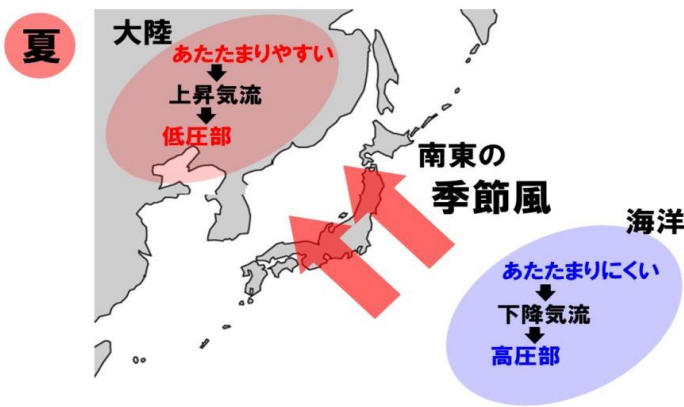 夏
大陸
あたたまりやすい
上昇気流
低圧部
南東の
季節風
海洋
あたたまりにくい
下降気流
高圧部